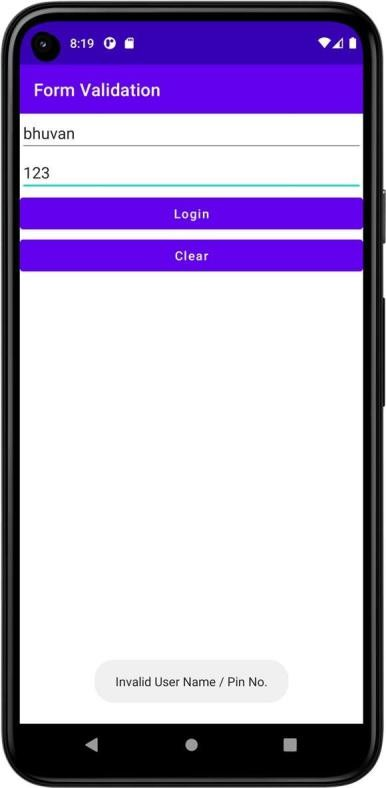 8:19
Form Validation
bhuvan
123
Login
Clear
Invalid User Name / Pin No.